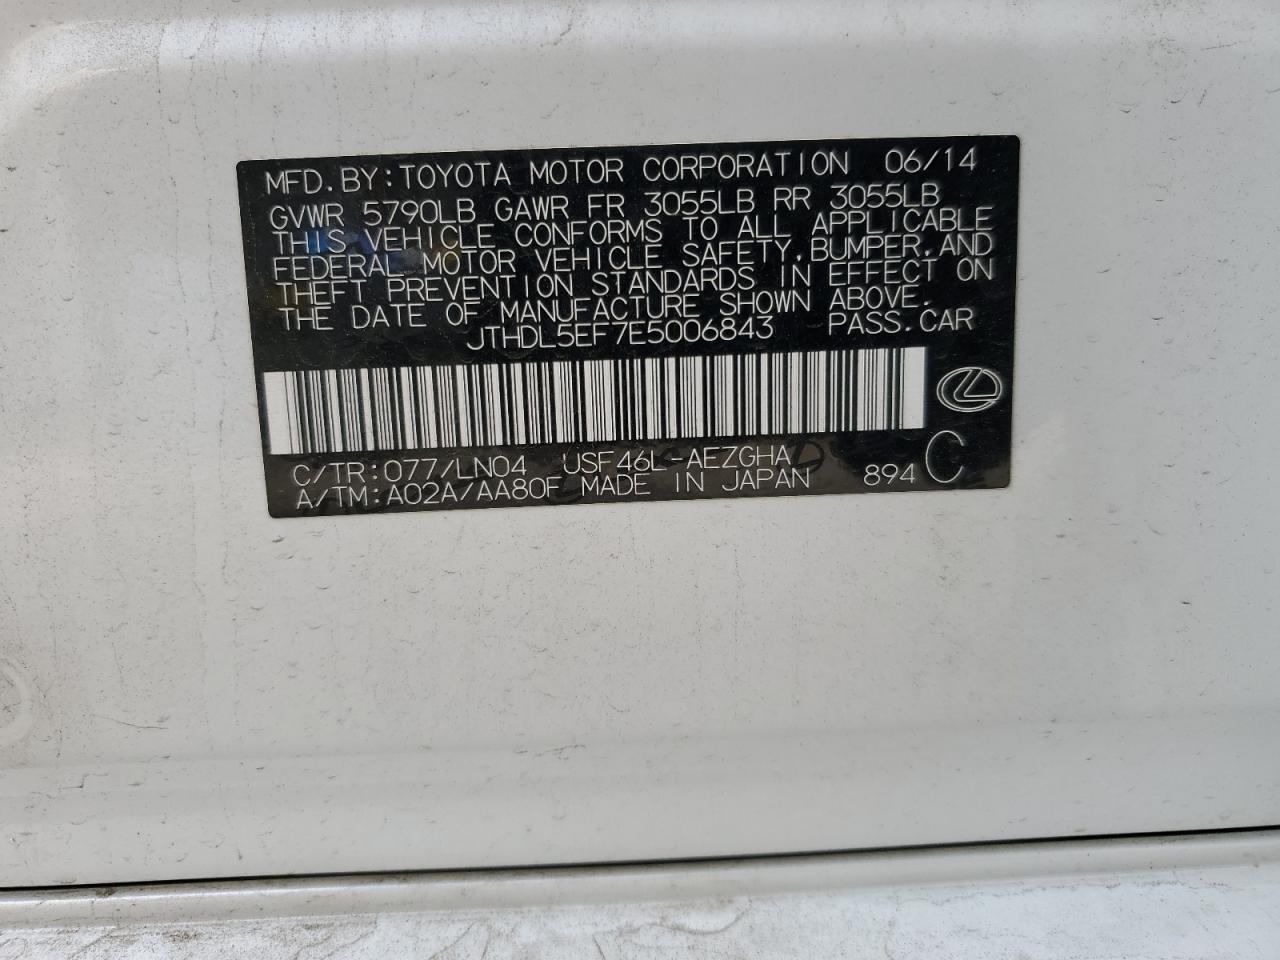 MFD.BY:TOYOTA MOTOR CORPORATION 06/14
GVWR 5790LB GAWR FR 3055LB RR 3055LB
THIS VEHICLE CONFORMS TO ALL APPLICABLE
FEDERAL MOTOR VEHICLE SAFETY,BUMPER,AND
THEFT PREVENTION STANDARDS IN EFFECT ON
THE DATE OF MANUFACTURE SHOWN ABOVE.
JTHDL5EF7E5006843 PASS.CAR
C/TR:077/LN04 USF46L-AEZGHA
A/TM:A02A/AA80F MADE IN JAPAN 894 C